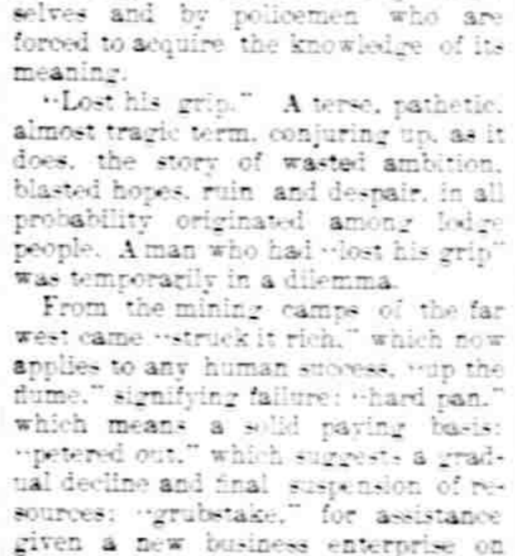 selves and by policemen who are
forced to acquire the knowledge of its
meaning.
"Lost his grip." A terse, pathetic,
almost tragic term, conjuring up, as it
does, the story of wasted ambition,
blasted hopes, ruin and despair, in all
probability originated among lodge
people. A man who had "lost his grip"
was temporarily in a dilemma.
From the mining camps of the far
west came "struck it rich," which now
applies to any human success, "up the
flume," signifying failure; "hard pan,"
which means a solid paying basis;
"petered out," which suggests a grad-
ual decline and final suspension of re-
sources; "grubstake," for assistance
given a new business enterprise on